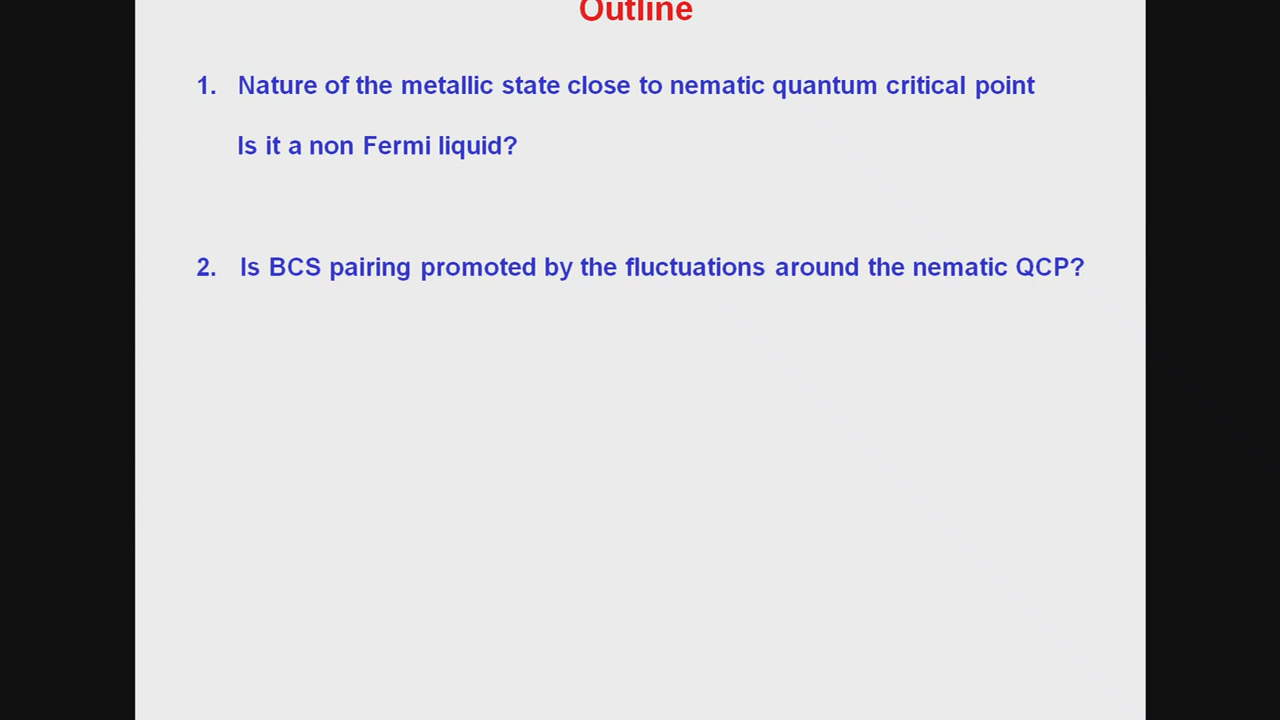 Outline
1. Nature of the metallic state close to nematic quantum critical point
Is it a non Fermi liquid?
2. Is BCS pairing promoted by the fluctuations around the nematic QCP?